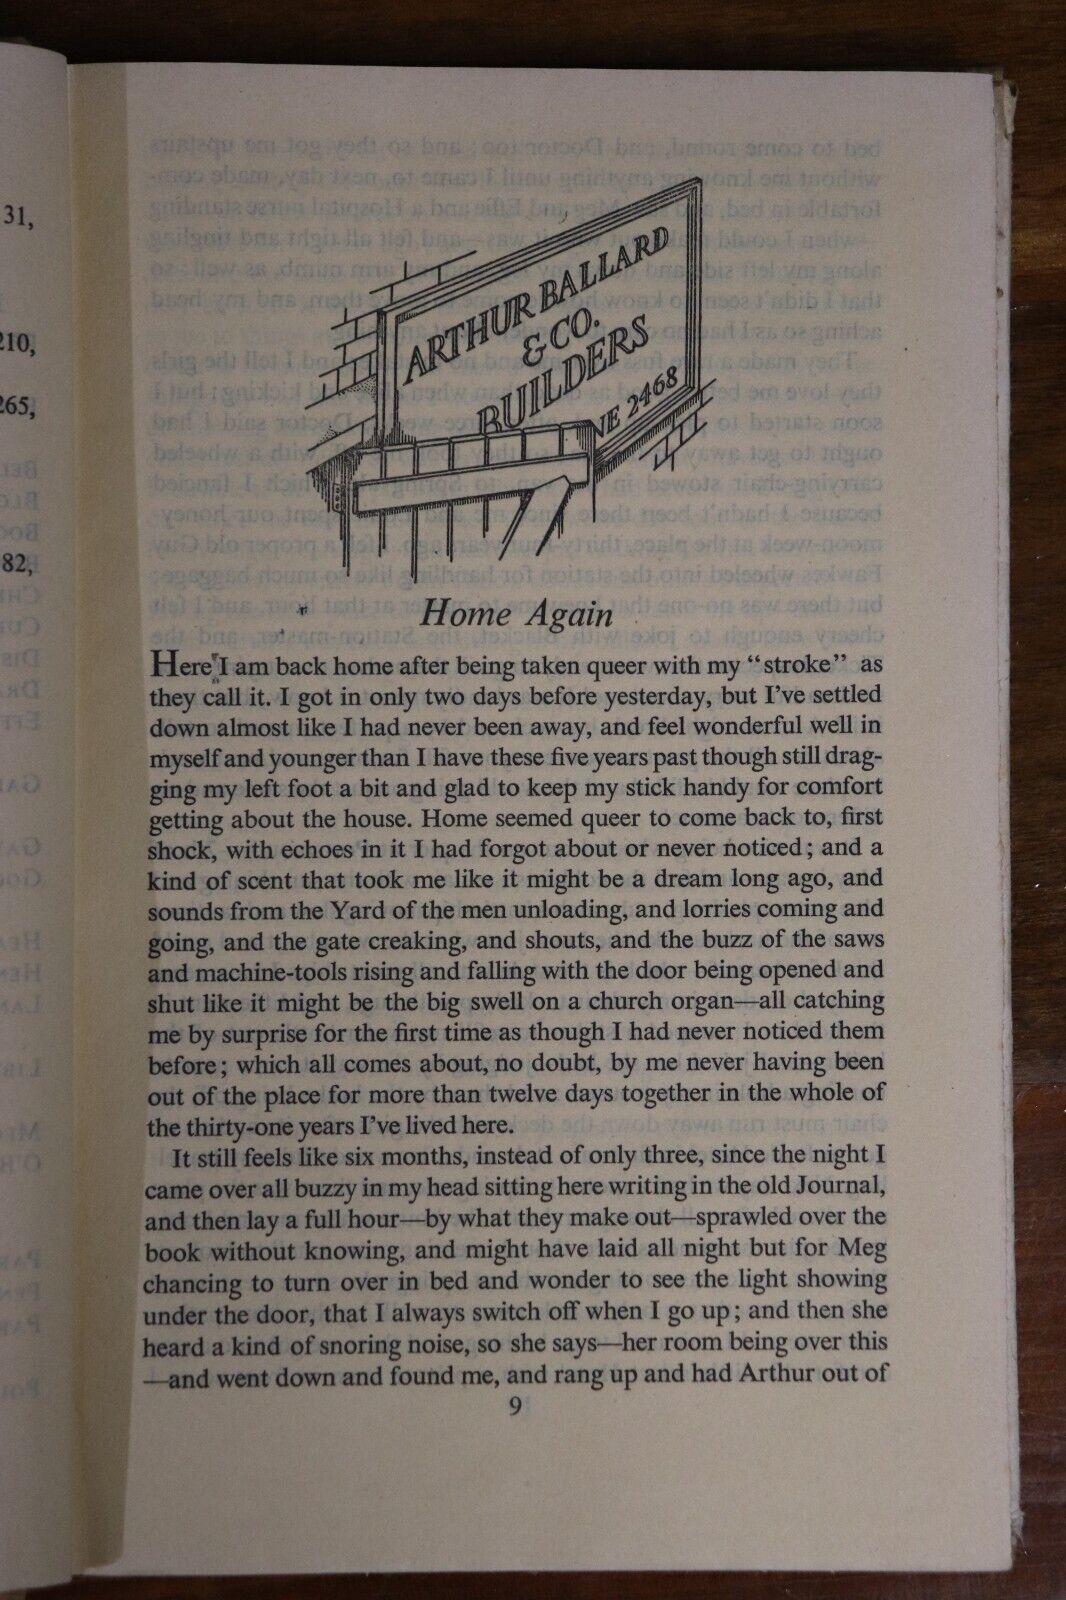 31,
210,
265,
82,
ARTHUR BALLARD
& CO.
BUILDERS
NE 2468
Home Again
Here I am back home after being taken queer with my “stroke” as
they call it. I got in only two days before yesterday, but I’ve settled
down almost like I had never been away, and feel wonderful well in
myself and younger than I have these five years past though still drag-
ging my left foot a bit and glad to keep my stick handy for comfort
getting about the house. Home seemed queer to come back to, first
shock, with echoes in it I had forgot about or never noticed; and a
kind of scent that took me like it might be a dream long ago, and
sounds from the Yard of the men unloading, and lorries coming and
going, and the gate creaking, and shouts, and the buzz of the saws
and machine-tools rising and falling with the door being opened and
shut like it might be the big swell on a church organ—all catching
me by surprise for the first time as though I had never noticed them
before; which all comes about, no doubt, by me never having been
out of the place for more than twelve days together in the whole of
the thirty-one years I’ve lived here.
It still feels like six months, instead of only three, since the night I
came over all buzzy in my head sitting here writing in the old Journal,
and then lay a full hour—by what they make out—sprawled over the
book without knowing, and might have laid all night but for Meg
chancing to turn over in bed and wonder to see the light showing
under the door, that I always switch off when I go up; and then she
heard a kind of snoring noise, so she says—her room being over this
—and went down and found me, and rang up and had Arthur out of
9